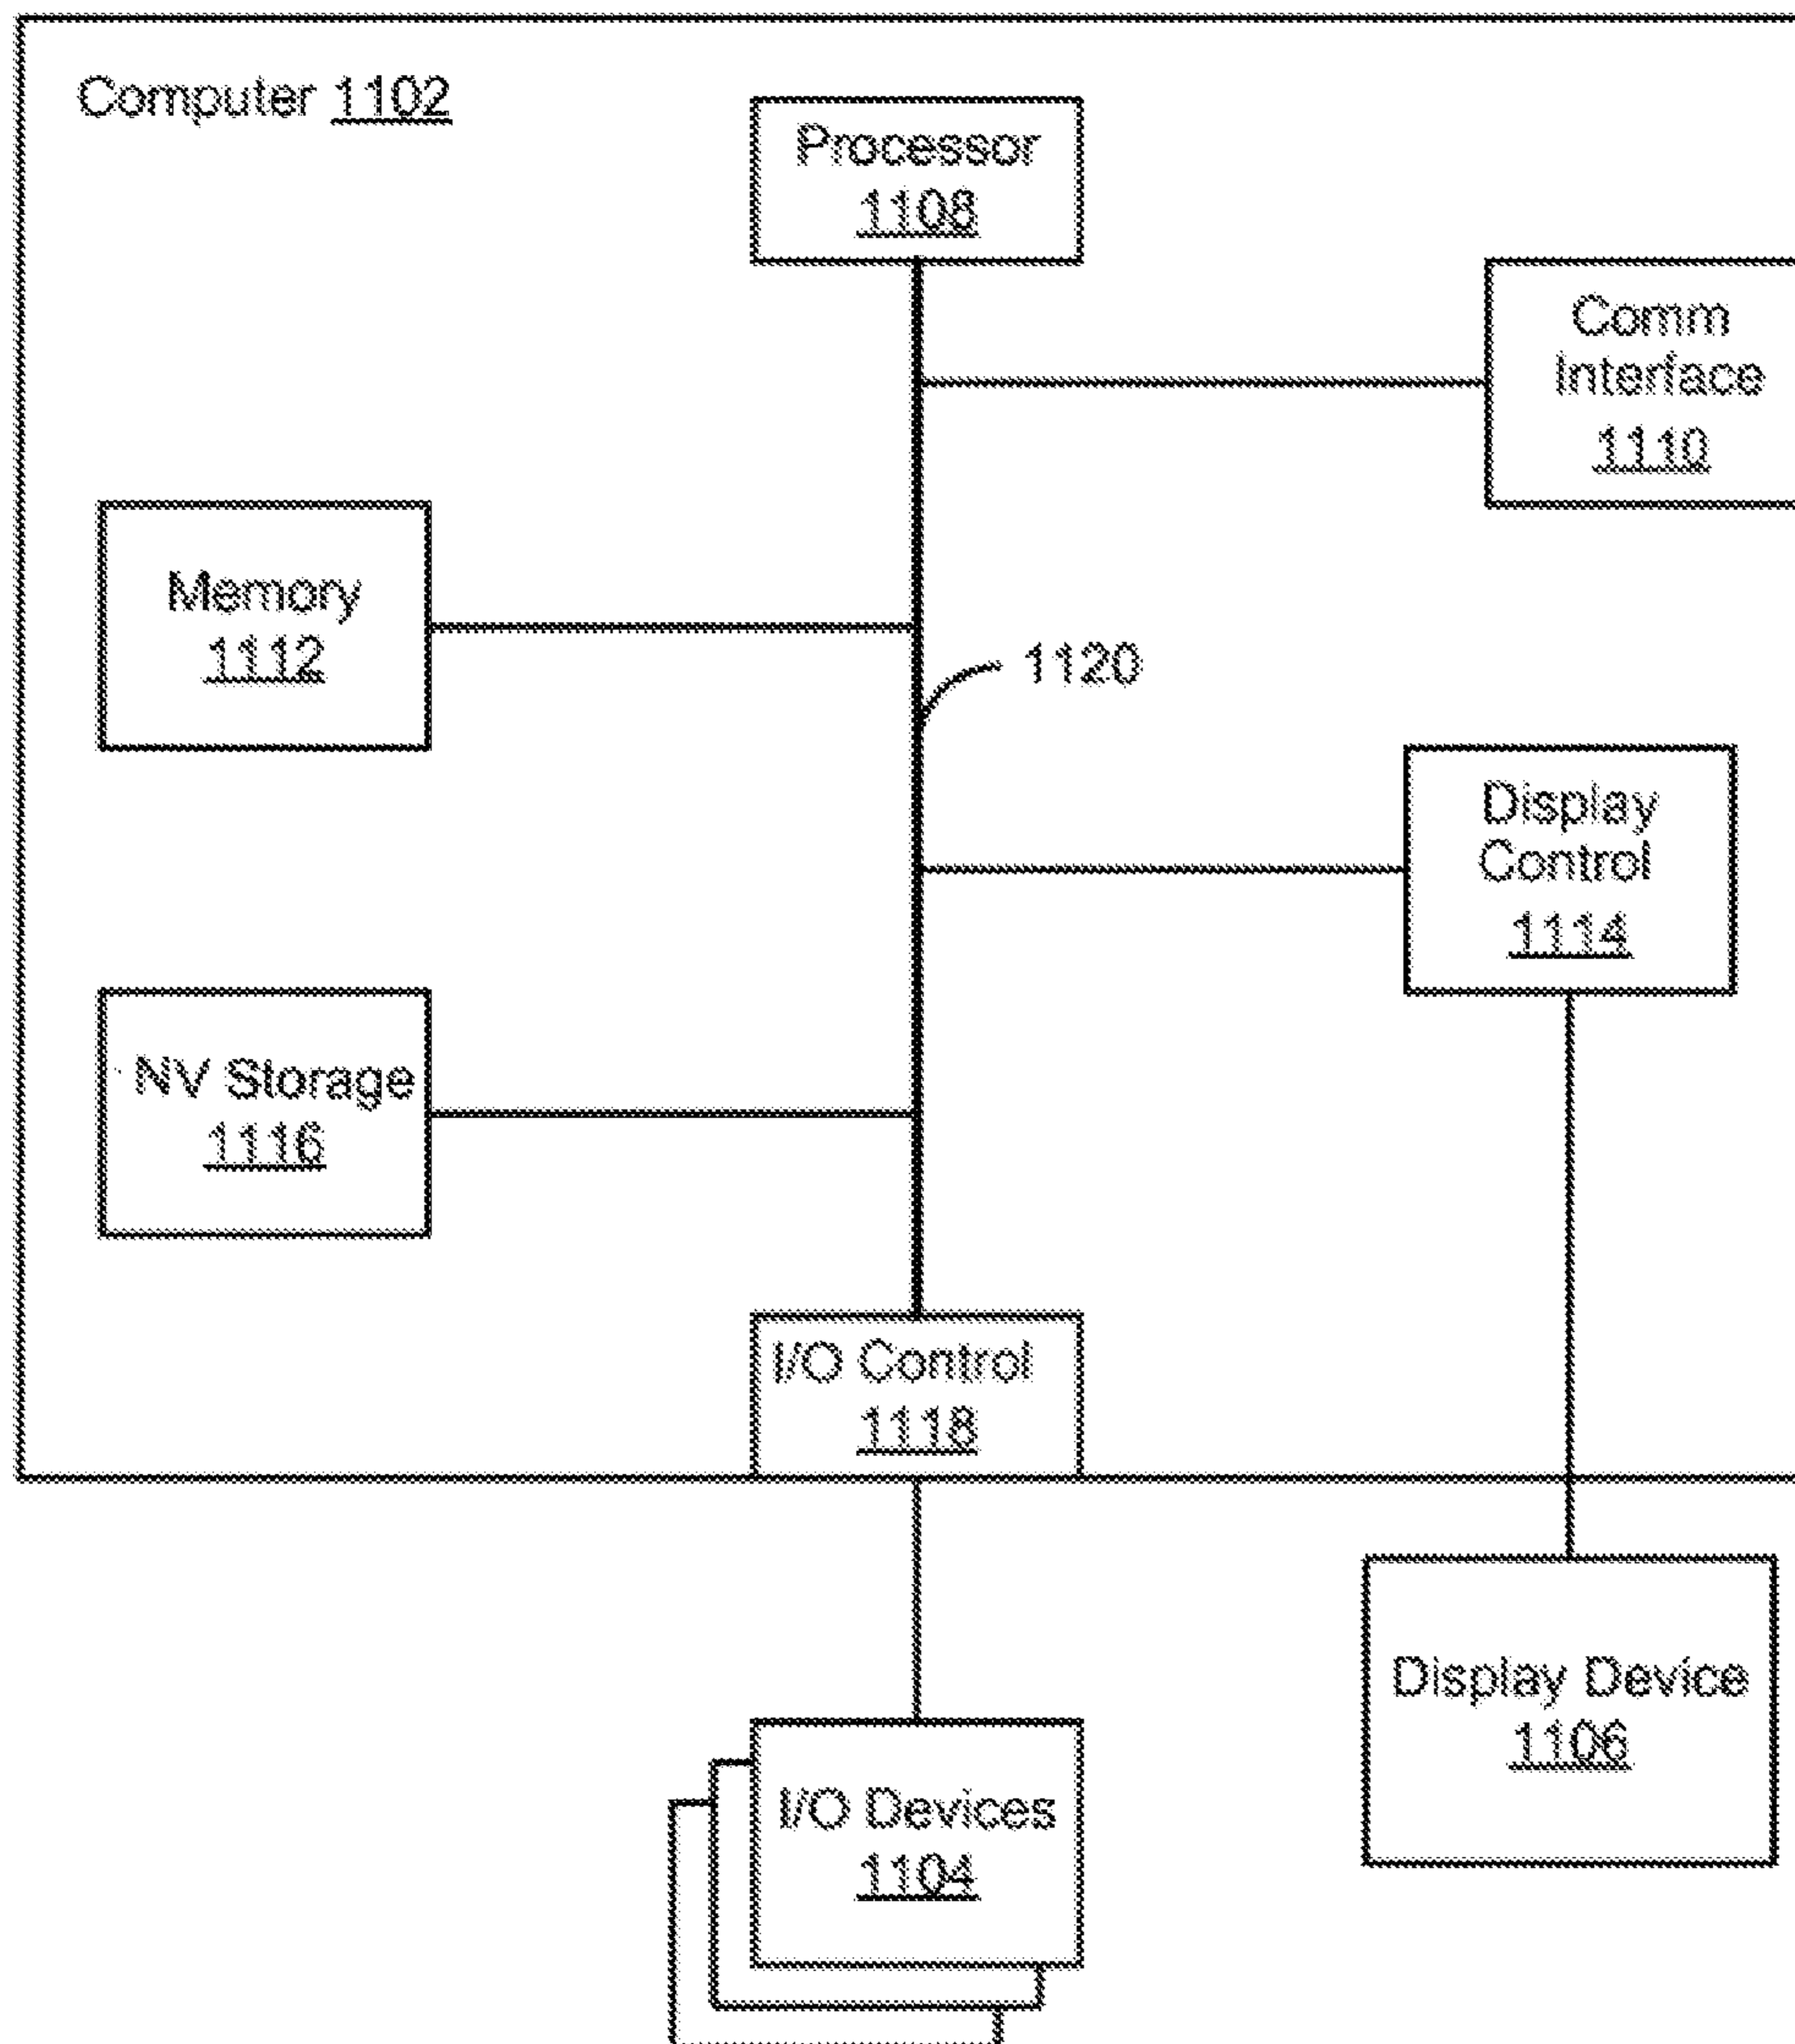 Computer 1102
Processor
1108
Comm
Interface
1110
Memory
1112
1120
Display
Control
1114
NV Storage
1116
I/O Control
1118
Display Device
1106
I/O Devices
1104